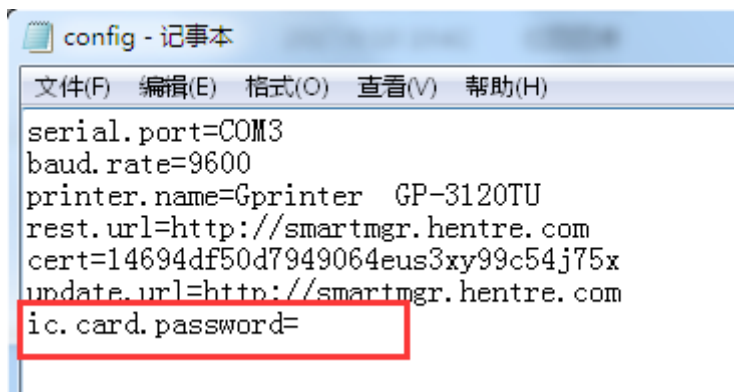 config - 记事本
文件(F) 编辑(E) 格式(O) 查看(V) 帮助(H)
serial.port=COM3
baud.rate=9600
printer.name=Gprinter  GP-3120TU
rest.url=http://smartmgr.hentre.com
cert=14694df50d7949064eus3xy99c54j75x
update.url=http://smartmgr.hentre.com
ic.card.password=